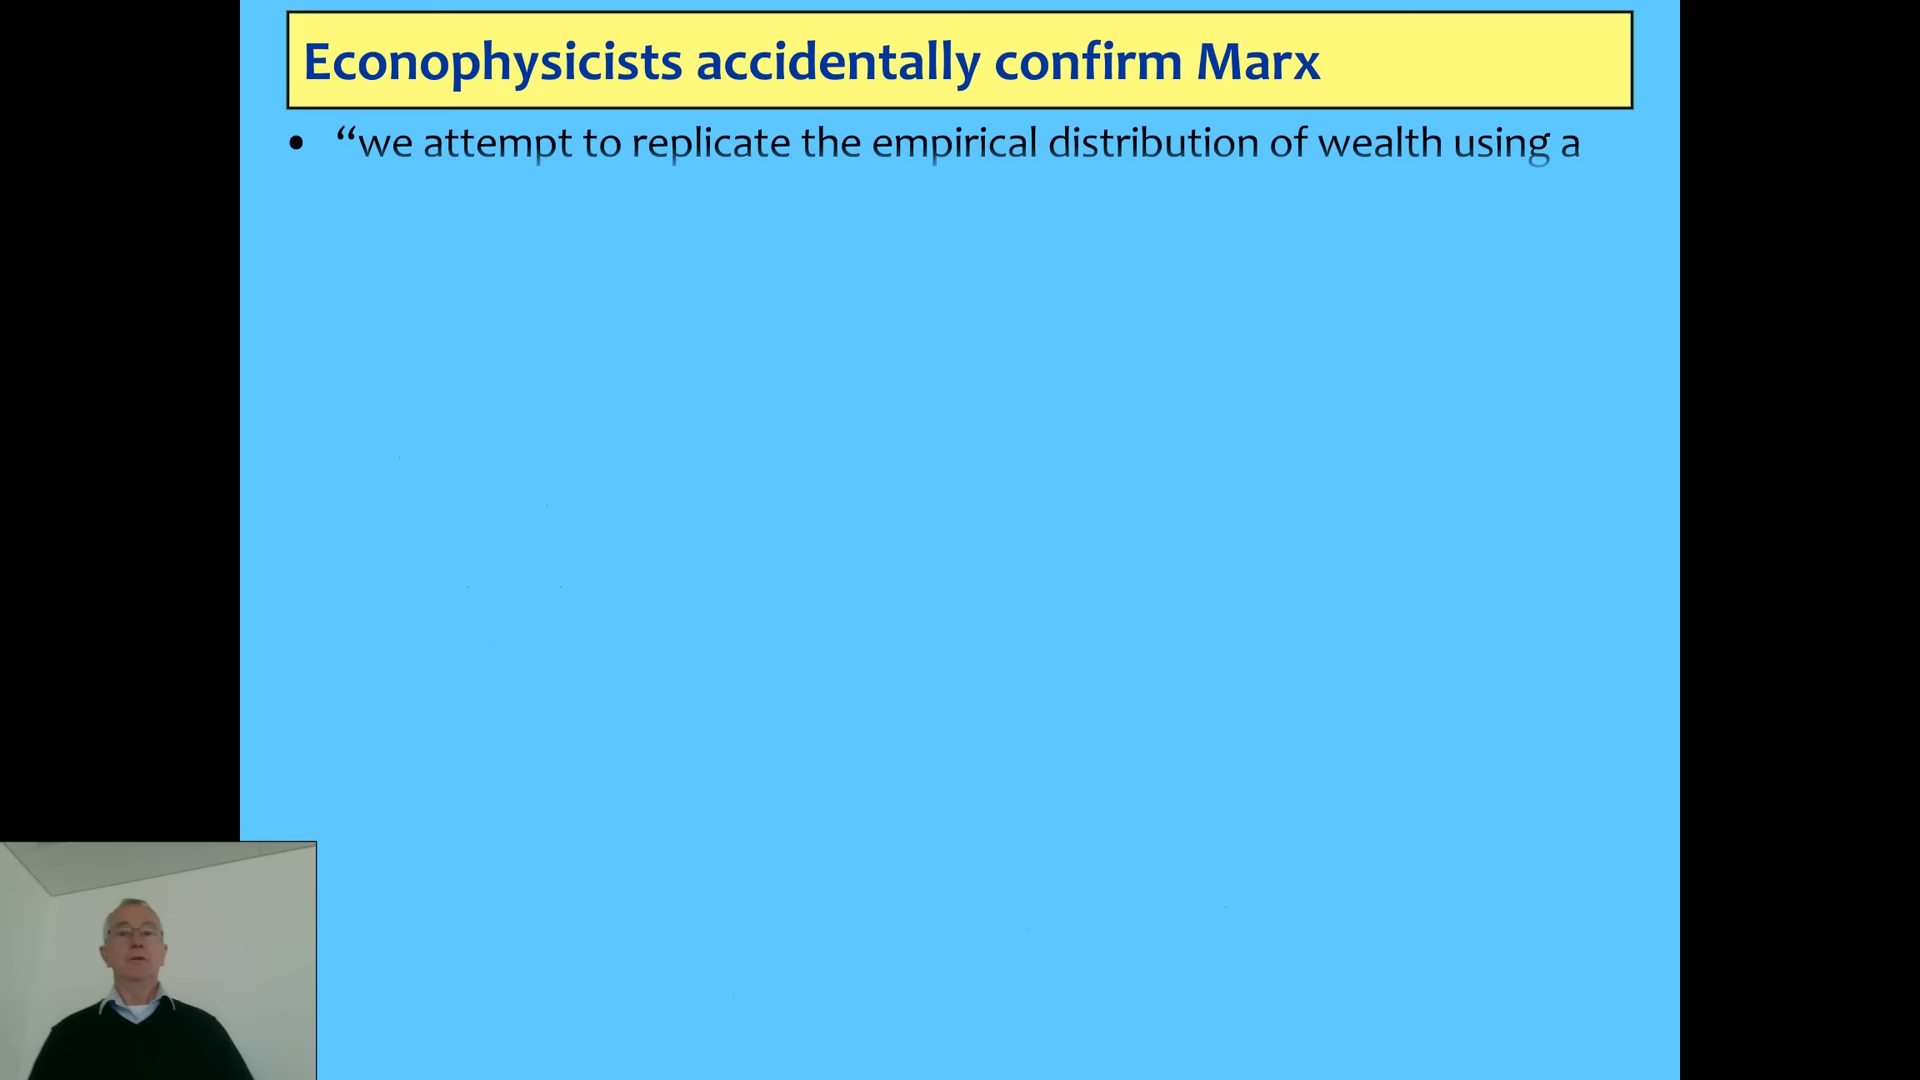 Econophysicists accidentally confirm Marx
• “we attempt to replicate the empirical distribution of wealth using a